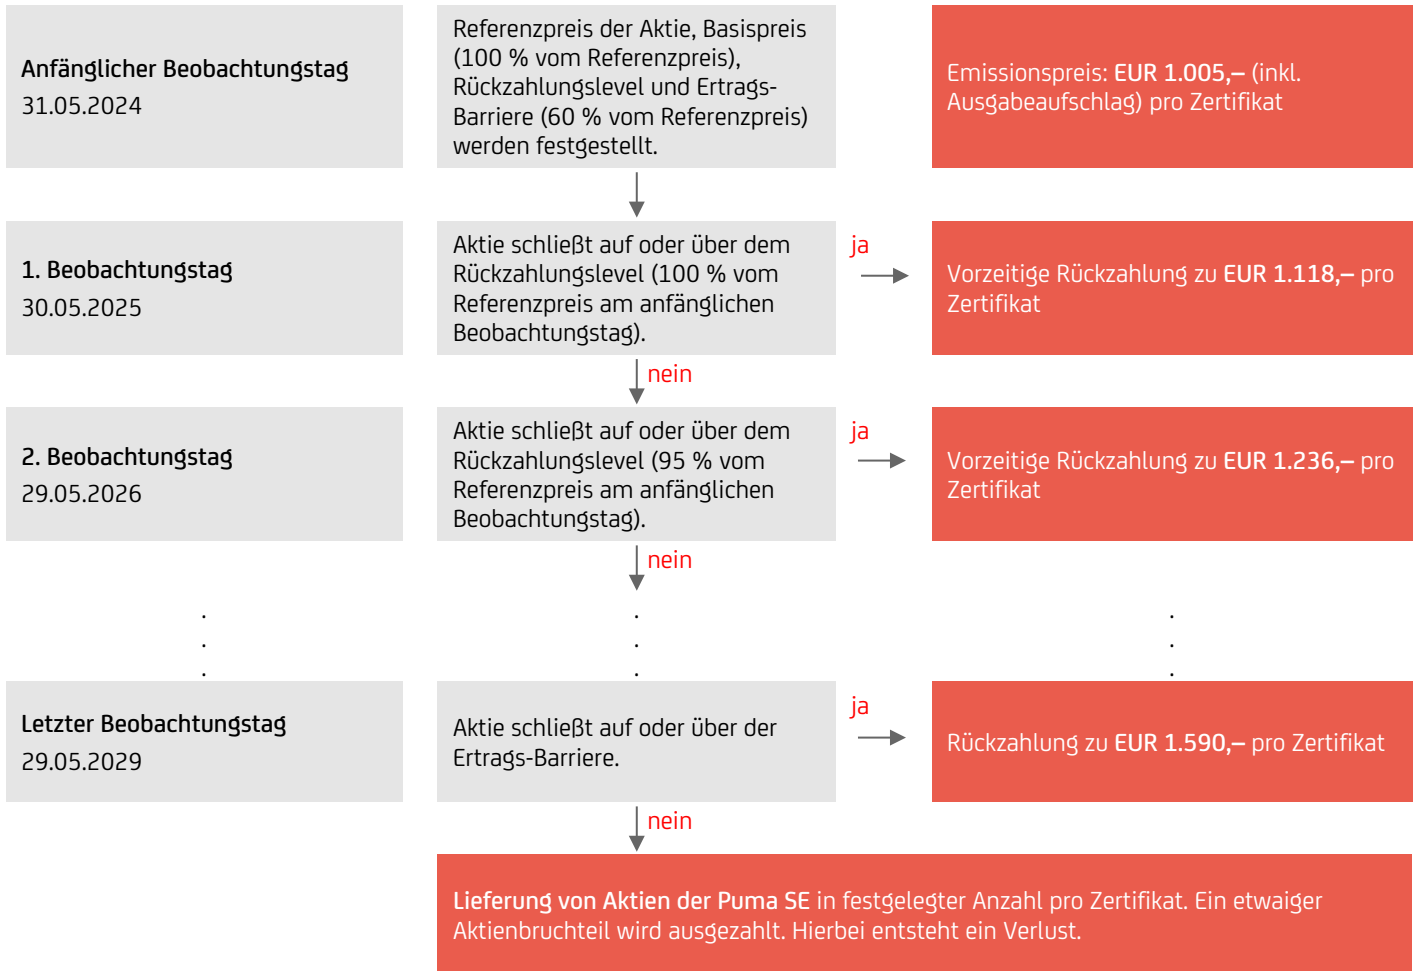 Anfänglicher Beobachtungstag
31.05.2024
Referenzpreis der Aktie, Basispreis
(100 % vom Referenzpreis),
Rückzahlungslevel und Ertrags-
Barriere (60 % vom Referenzpreis)
werden festgestellt.
Emissionspreis: EUR 1.005,– (inkl.
Ausgabeaufschlag) pro Zertifikat
1. Beobachtungstag
30.05.2025
Aktie schließt auf oder über dem
Rückzahlungslevel (100 % vom
Referenzpreis am anfänglichen
Beobachtungstag).
ja
Vorzeitige Rückzahlung zu EUR 1.118,– pro
Zertifikat
nein
2. Beobachtungstag
29.05.2026
Aktie schließt auf oder über dem
Rückzahlungslevel (95 % vom
Referenzpreis am anfänglichen
Beobachtungstag).
ja
Vorzeitige Rückzahlung zu EUR 1.236,– pro
Zertifikat
nein
. . .
. . .
. . .
Letzter Beobachtungstag
29.05.2029
Aktie schließt auf oder über der
Ertrags-Barriere.
ja
Rückzahlung zu EUR 1.590,– pro Zertifikat
nein
Lieferung von Aktien der Puma SE in festgelegter Anzahl pro Zertifikat. Ein etwaiger
Aktienbruchteil wird ausgezahlt. Hierbei entsteht ein Verlust.